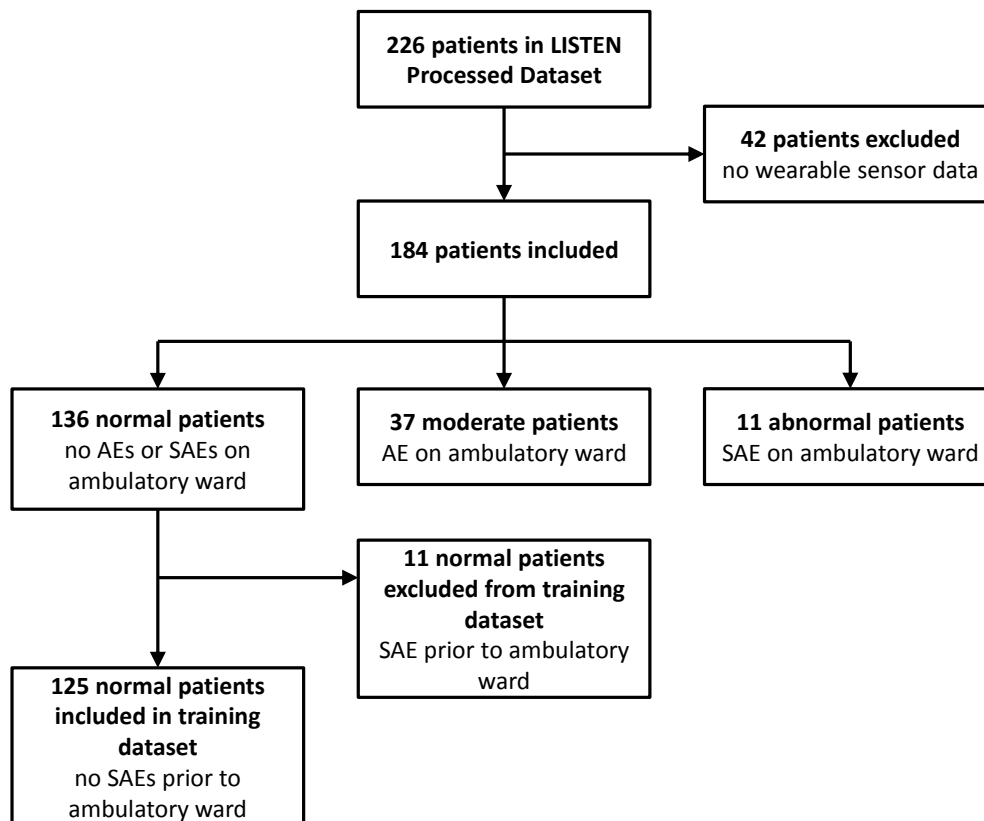 226 patients in LISTEN
Processed Dataset
42 patients excluded
no wearable sensor data
184 patients included
136 normal patients
no AEs or SAEs on
ambulatory ward
37 moderate patients
AE on ambulatory ward
11 abnormal patients
SAE on ambulatory ward
11 normal patients
excluded from training
dataset
SAE prior to ambulatory
ward
125 normal patients
included in training
dataset
no SAEs prior to
ambulatory ward